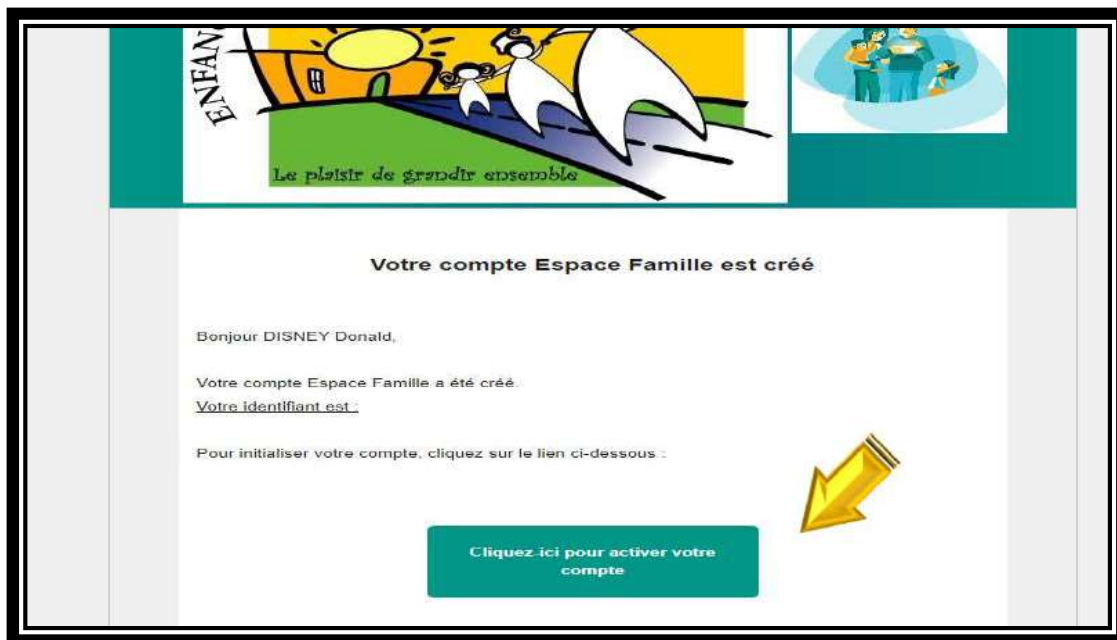 ENFAN
Le plaisir de grandir ensemble
Votre compte Espace Famille est créé
Bonjour DISNEY Donald,
Votre compte Espace Famille a été créé.
Votre identifiant est :
Pour initialiser votre compte, cliquez sur le lien ci-dessous :
Cliquez-ici pour activer votre
compte